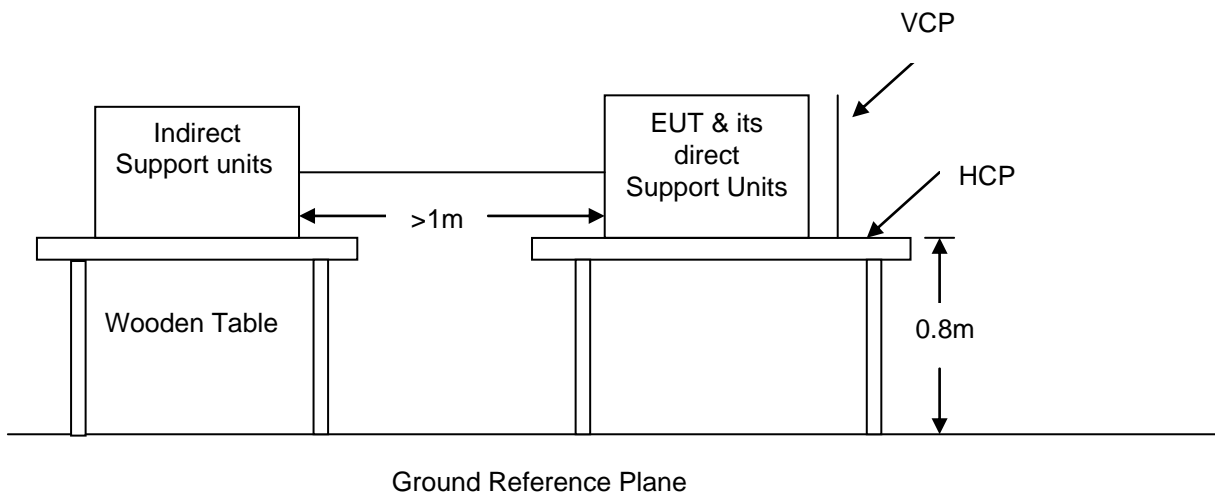 VCP
Indirect
Support units
EUT & its
direct
Support Units
HCP
>1m
Wooden Table
0.8m
Ground Reference Plane